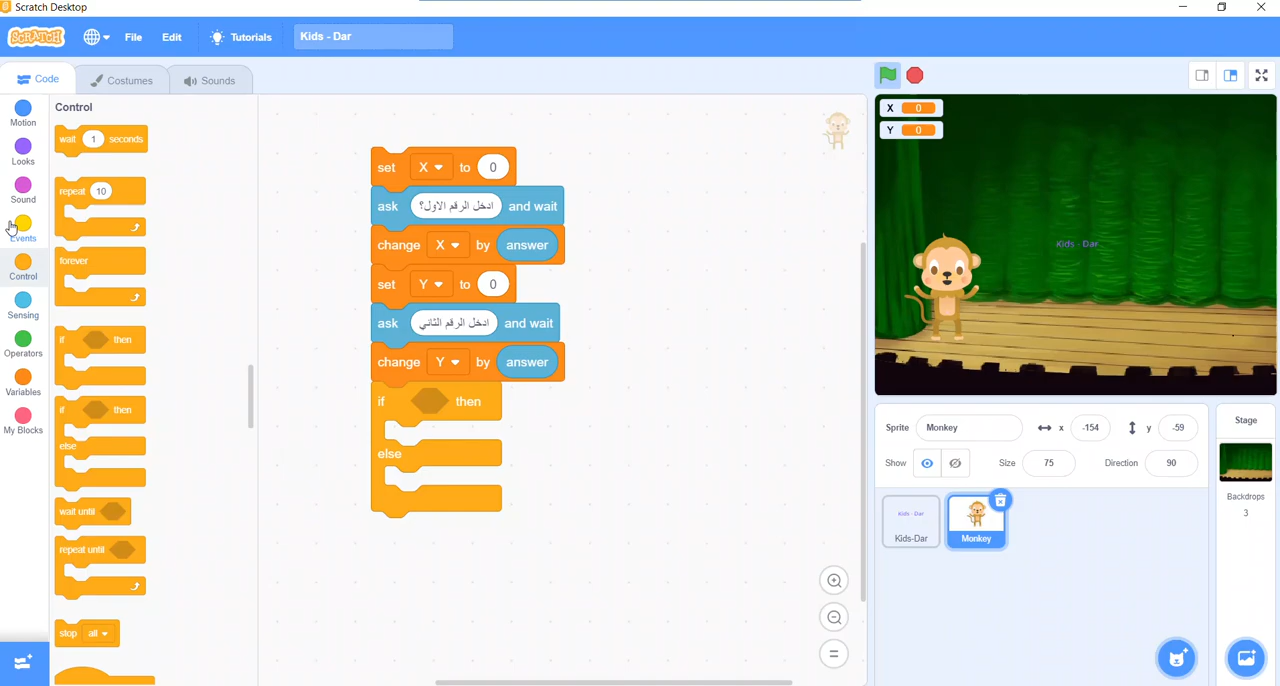 Scratch Desktop
SCRATCH File Edit Tutorials Kids - Dar
Code Costumes Sounds
Motion
Looks
Sound
Events
Control
Sensing
Operators
Variables
My Blocks
Control
wait 1 seconds
repeat 10
forever
if then
if then
else
wait until
repeat until
stop all
set X to 0
ask ادخل الرقم الاول؟ and wait
change X by answer
set Y to 0
ask ادخل الرقم الثاني and wait
change Y by answer
if then
else
X 0
Y 0
Kids - Dar
Sprite Monkey x -154 y -59
Show Size 75 Direction 90
Kids - Dar
Kids-Dar
Monkey
Stage
Backdrops
3